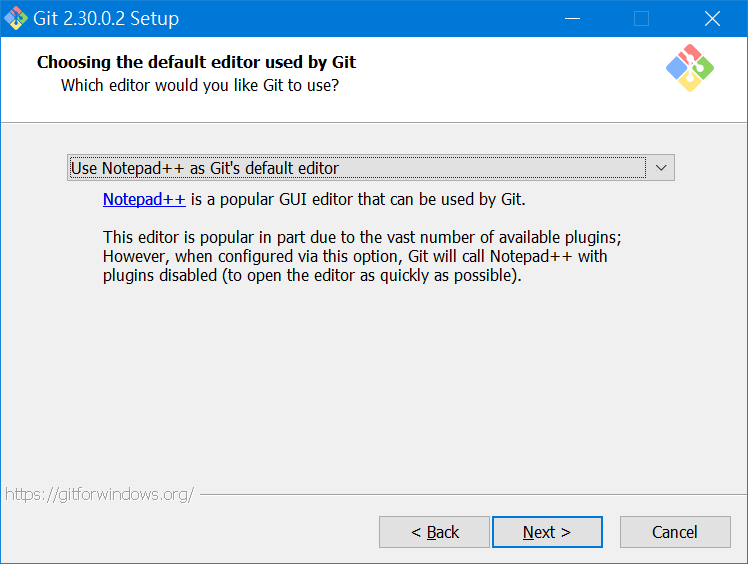 Git 2.30.0.2 Setup
Choosing the default editor used by Git
Which editor would you like Git to use?
Use Notepad++ as Git's default editor
Notepad++ is a popular GUI editor that can be used by Git.
This editor is popular in part due to the vast number of available plugins;
However, when configured via this option, Git will call Notepad++ with
plugins disabled (to open the editor as quickly as possible).
https://gitforwindows.org/
< Back
Next >
Cancel